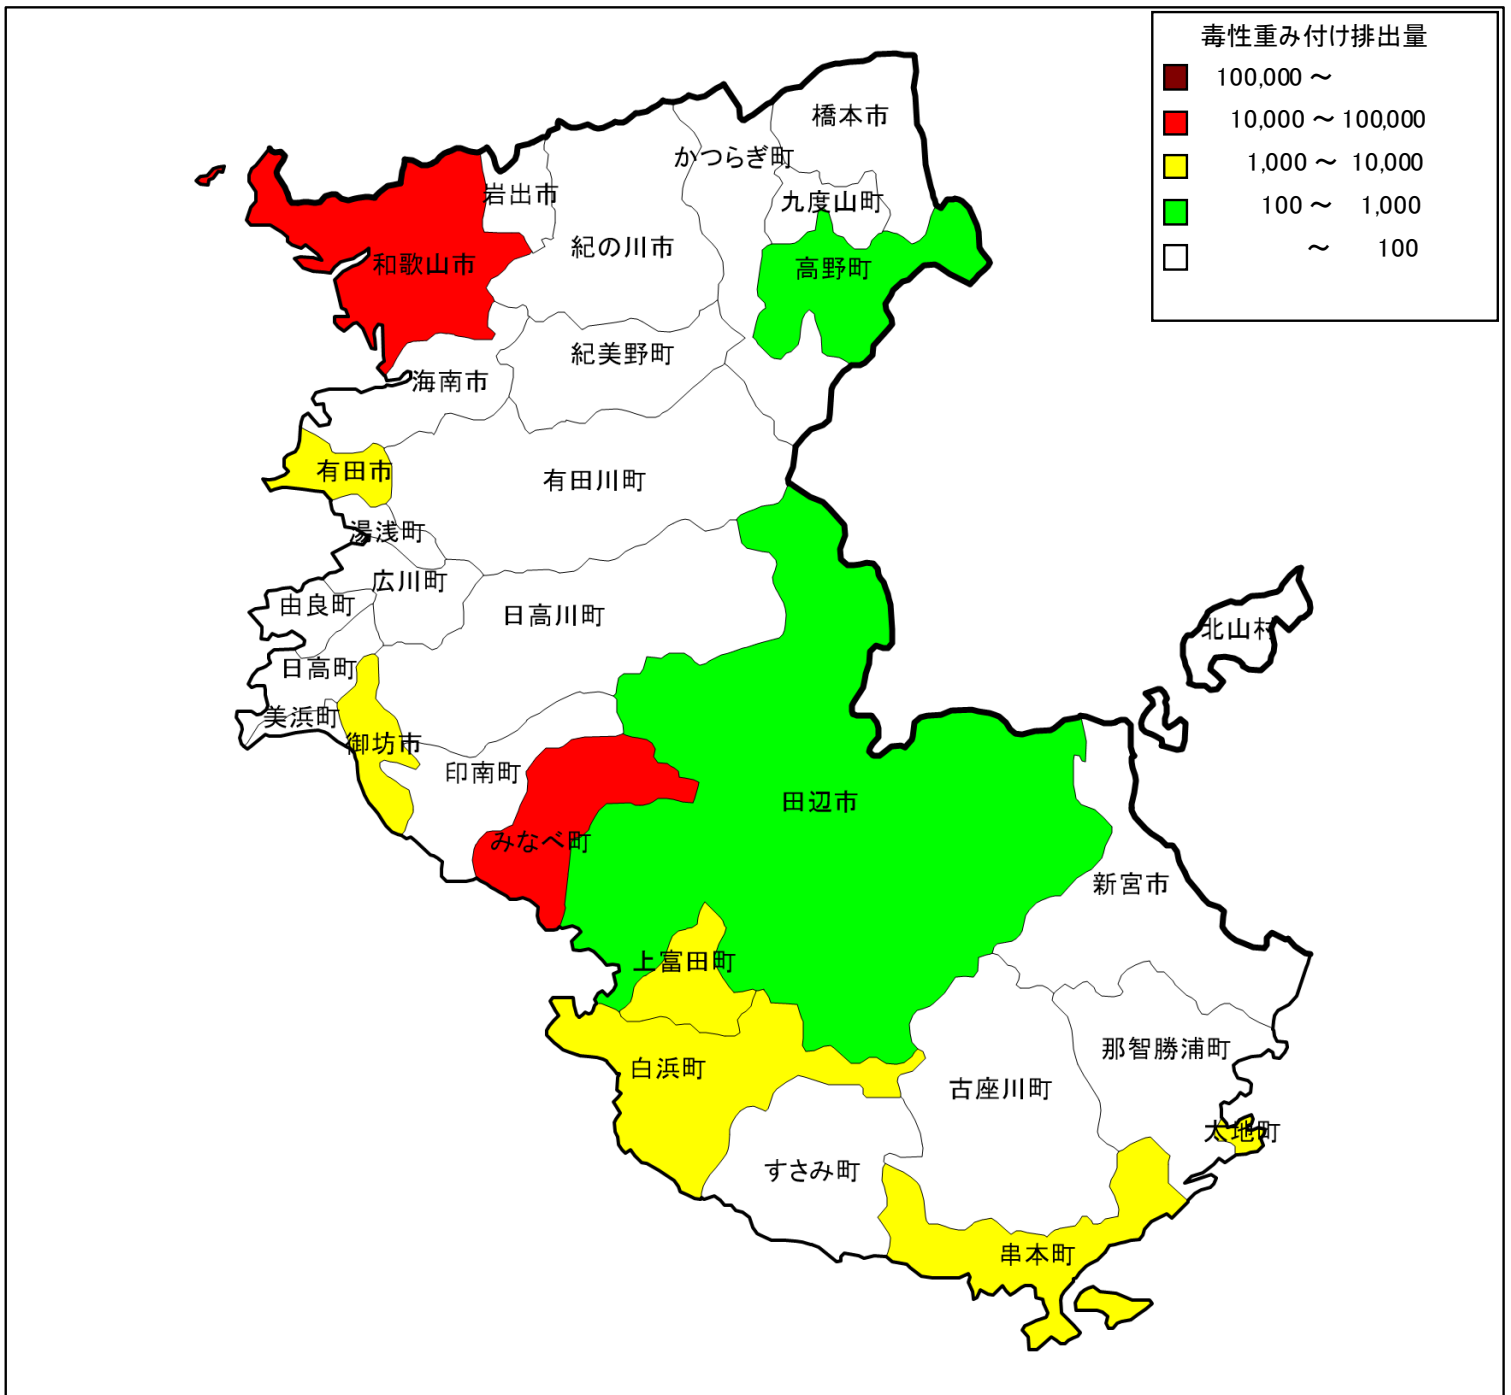 毒性重み付け排出量
100,000 ～
10,000 ～ 100,000
1,000 ～ 10,000
100 ～ 1,000
～ 100
橋本市
かつらぎ町
岩出市
九度山町
紀の川市
和歌山市
高野町
紀美野町
海南市
有田市
有田川町
湯浅町
広川町
由良町
日高川町
北山村
日高町
美浜町
御坊市
印南町
田辺市
みなべ町
新宮市
上富田町
那智勝浦町
白浜町
古座川町
太地町
すさみ町
串本町